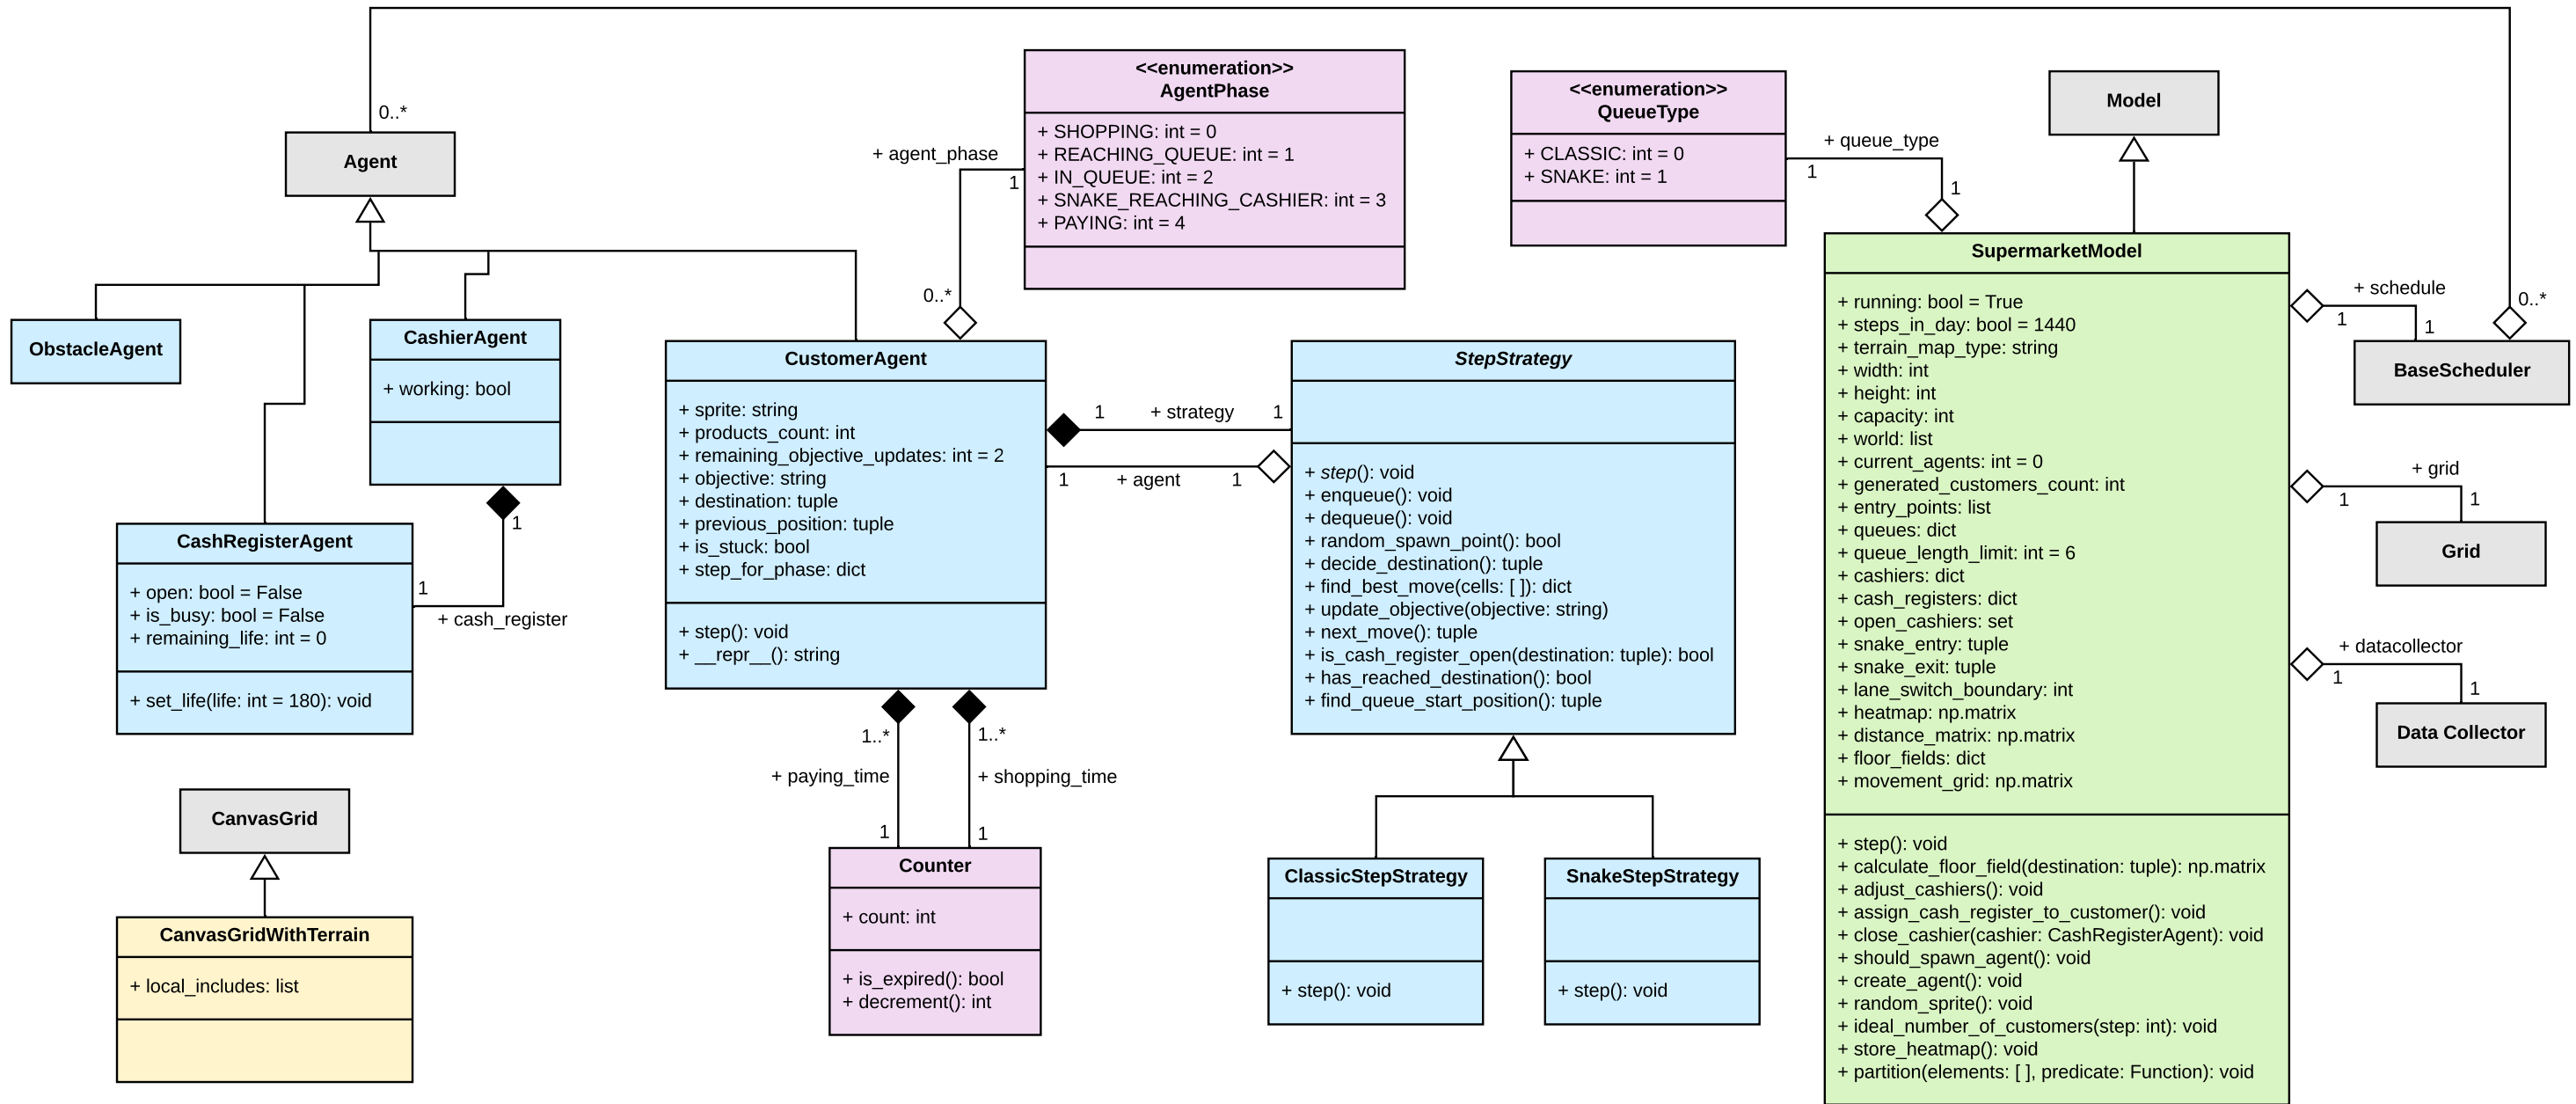 0..*
Agent
<<enumeration>>
AgentPhase
+ SHOPPING: int = 0
+ REACHING_QUEUE: int = 1
+ IN_QUEUE: int = 2
+ SNAKE_REACHING_CASHIER: int = 3
+ PAYING: int = 4
+ agent_phase
1
0..*
<<enumeration>>
QueueType
+ CLASSIC: int = 0
+ SNAKE: int = 1
+ queue_type
1
1
Model
ObstacleAgent
CashierAgent
+ working: bool
1
1
+ cash_register
CashRegisterAgent
+ open: bool = False
+ is_busy: bool = False
+ remaining_life: int = 0
+ set_life(life: int = 180): void
CustomerAgent
+ sprite: string
+ products_count: int
+ remaining_objective_updates: int = 2
+ objective: string
+ destination: tuple
+ previous_position: tuple
+ is_stuck: bool
+ step_for_phase: dict
+ step(): void
+ __repr__(): string
1 + strategy 1
1 + agent 1
StepStrategy
+ step(): void
+ enqueue(): void
+ dequeue(): void
+ random_spawn_point(): bool
+ decide_destination(): tuple
+ find_best_move(cells: [ ]): dict
+ update_objective(objective: string)
+ next_move(): tuple
+ is_cash_register_open(destination: tuple): bool
+ has_reached_destination(): bool
+ find_queue_start_position(): tuple
SupermarketModel
+ running: bool = True
+ steps_in_day: bool = 1440
+ terrain_map_type: string
+ width: int
+ height: int
+ capacity: int
+ world: list
+ current_agents: int = 0
+ generated_customers_count: int
+ entry_points: list
+ queues: dict
+ queue_length_limit: int = 6
+ cashiers: dict
+ cash_registers: dict
+ open_cashiers: set
+ snake_entry: tuple
+ snake_exit: tuple
+ lane_switch_boundary: int
+ heatmap: np.matrix
+ distance_matrix: np.matrix
+ floor_fields: dict
+ movement_grid: np.matrix
+ step(): void
+ calculate_floor_field(destination: tuple): np.matrix
+ adjust_cashiers(): void
+ assign_cash_register_to_customer(): void
+ close_cashier(cashier: CashRegisterAgent): void
+ should_spawn_agent(): void
+ create_agent(): void
+ random_sprite(): void
+ ideal_number_of_customers(step: int): void
+ store_heatmap(): void
+ partition(elements: [ ], predicate: Function): void
+ schedule
1
1
0..*
BaseScheduler
+ grid
1
1
Grid
+ datacollector
1
1
Data Collector
1..*
1..*
+ paying_time
+ shopping_time
1
1
Counter
+ count: int
+ is_expired(): bool
+ decrement(): int
ClassicStepStrategy
+ step(): void
SnakeStepStrategy
+ step(): void
CanvasGrid
CanvasGridWithTerrain
+ local_includes: list